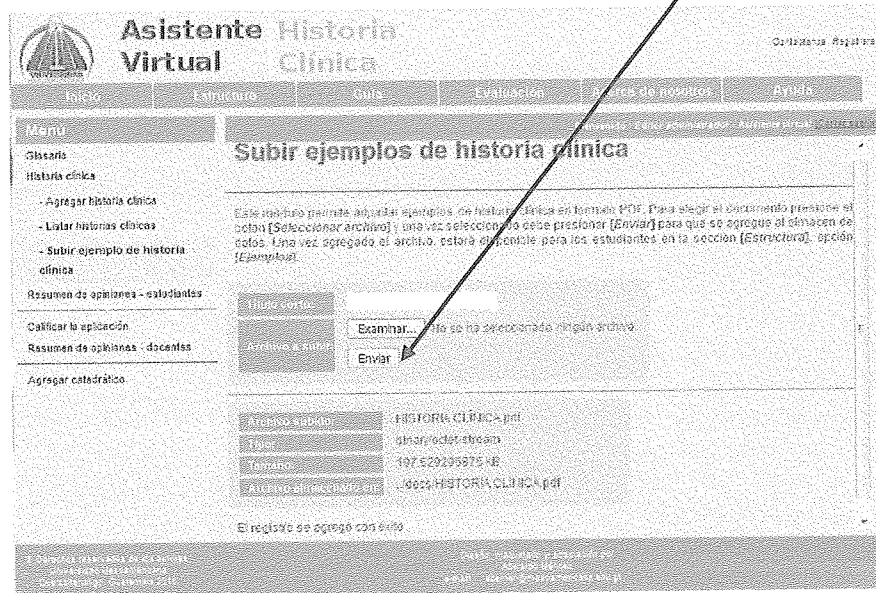 Asistente Historia
Virtual Clínica
Inicio Estructura Guía Evaluación Acerca de nosotros Ayuda
Menú
Glosario
Historia clínica
- Agregar historia clínica
- Listar historias clínicas
- Subir ejemplo de historia
clínica
Resumen de opiniones - estudiantes
Calificar la aplicación
Resumen de opiniones - docentes
Agregar catedrático
Subir ejemplos de historia clínica
Este módulo permite adjuntar ejemplos de historia clínica en formato PDF. Para elegir el documento presione el
botón [Seleccionar archivo] y una vez seleccionado debe presionar [Enviar] para que se agregue al almacén de
datos. Una vez agregado el archivo, estará disponible para los estudiantes en la sección [Estructura], opción
[Ejemplos].
Título corto:
Archivo a subir: Examinar... No se ha seleccionado ningún archivo.
Enviar
Archivo subido: HISTORIA CLÍNICA.pdf
Tipo: binary/octet-stream
Tamaño: kB
Archivo almacenado en: ../docs/HISTORIA CLINICA.pdf
El registro se agregó con éxito